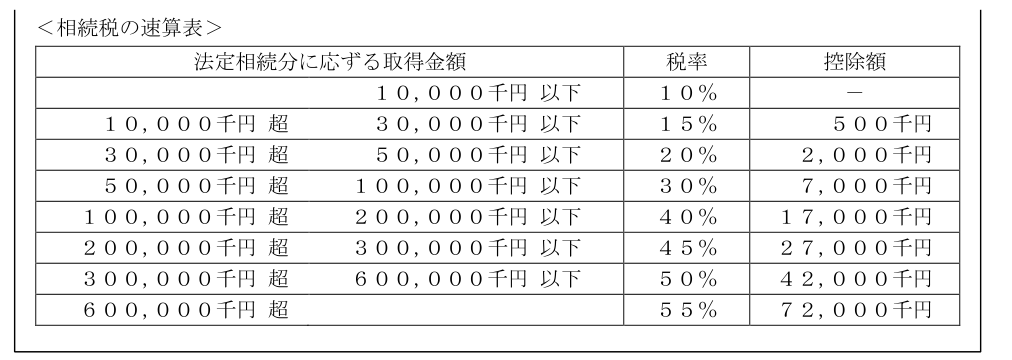 ＜相続税の速算表＞
法定相続分に応ずる取得金額 税率 控除額
１０，０００千円 以下 １０％ －
１０，０００千円 超 ３０，０００千円 以下 １５％ ５００千円
３０，０００千円 超 ５０，０００千円 以下 ２０％ ２，０００千円
５０，０００千円 超 １００，０００千円 以下 ３０％ ７，０００千円
１００，０００千円 超 ２００，０００千円 以下 ４０％ １７，０００千円
２００，０００千円 超 ３００，０００千円 以下 ４５％ ２７，０００千円
３００，０００千円 超 ６００，０００千円 以下 ５０％ ４２，０００千円
６００，０００千円 超 ５５％ ７２，０００千円